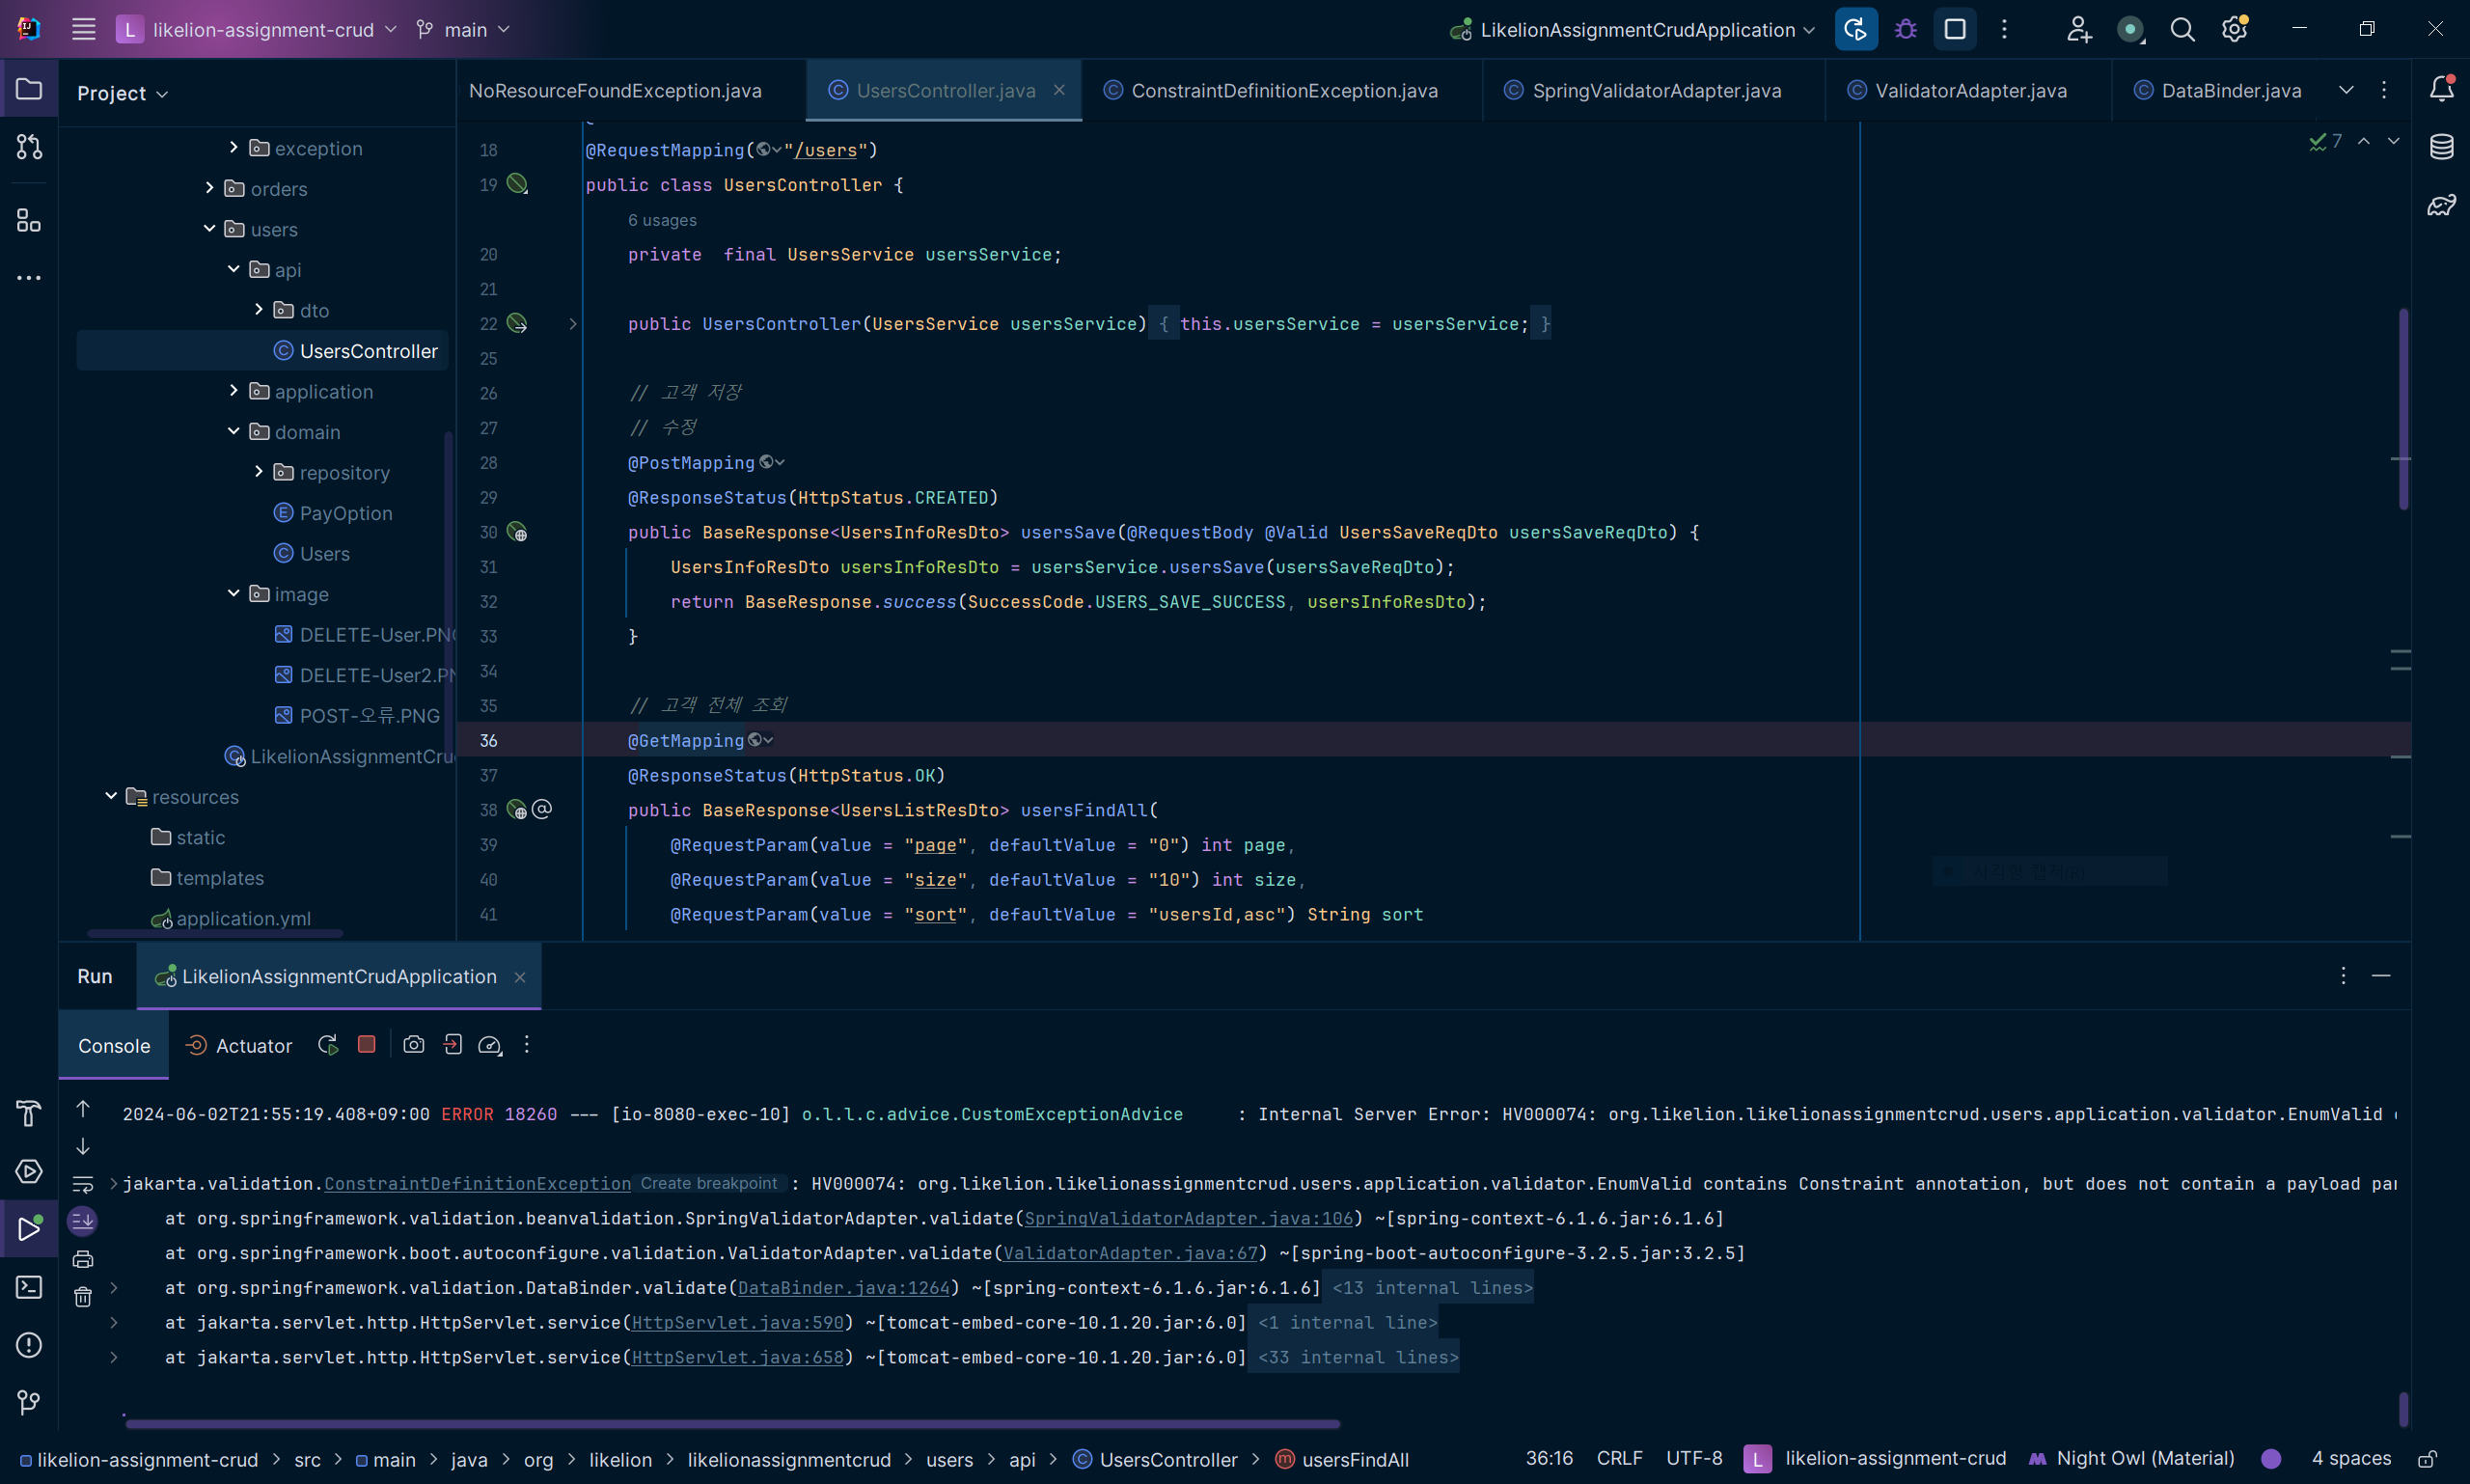 L likelion-assignment-crud main LikelionAssignmentCrudApplication
Project
NoResourceFoundException.java UsersController.java ConstraintDefinitionException.java SpringValidatorAdapter.java ValidatorAdapter.java DataBinder.java
exception
orders
users
api
dto
UsersController
application
domain
repository
PayOption
Users
image
DELETE-User.PNG
DELETE-User2.PN
POST-오류.PNG
LikelionAssignmentCru
resources
static
templates
application.yml
7
18 @RequestMapping("/users")
19 public class UsersController {
6 usages
20 private  final UsersService usersService;
21
22 public UsersController(UsersService usersService) { this.usersService = usersService; }
25
26 // 고객 저장
27 // 수정
28 @PostMapping
29 @ResponseStatus(HttpStatus.CREATED)
30 public BaseResponse<UsersInfoResDto> usersSave(@RequestBody @Valid UsersSaveReqDto usersSaveReqDto) {
31 UsersInfoResDto usersInfoResDto = usersService.usersSave(usersSaveReqDto);
32 return BaseResponse.success(SuccessCode.USERS_SAVE_SUCCESS, usersInfoResDto);
33 }
34
35 // 고객 전체 조회
36 @GetMapping
37 @ResponseStatus(HttpStatus.OK)
38 public BaseResponse<UsersListResDto> usersFindAll(
39 @RequestParam(value = "page", defaultValue = "0") int page,
40 @RequestParam(value = "size", defaultValue = "10") int size,
41 @RequestParam(value = "sort", defaultValue = "usersId,asc") String sort
Run LikelionAssignmentCrudApplication
Console Actuator
2024-06-02T21:55:19.408+09:00 ERROR 18260 --- [io-8080-exec-10] o.l.l.c.advice.CustomExceptionAdvice : Internal Server Error: HV000074: org.likelion.likelionassignmentcrud.users.application.validator.EnumValid
jakarta.validation.ConstraintDefinitionException Create breakpoint : HV000074: org.likelion.likelionassignmentcrud.users.application.validator.EnumValid contains Constraint annotation, but does not contain a payload par
at org.springframework.validation.beanvalidation.SpringValidatorAdapter.validate(SpringValidatorAdapter.java:106) ~[spring-context-6.1.6.jar:6.1.6]
at org.springframework.boot.autoconfigure.validation.ValidatorAdapter.validate(ValidatorAdapter.java:67) ~[spring-boot-autoconfigure-3.2.5.jar:3.2.5]
at org.springframework.validation.DataBinder.validate(DataBinder.java:1264) ~[spring-context-6.1.6.jar:6.1.6] <13 internal lines>
at jakarta.servlet.http.HttpServlet.service(HttpServlet.java:590) ~[tomcat-embed-core-10.1.20.jar:6.0] <1 internal line>
at jakarta.servlet.http.HttpServlet.service(HttpServlet.java:658) ~[tomcat-embed-core-10.1.20.jar:6.0] <33 internal lines>
likelion-assignment-crud > src > main > java > org > likelion > likelionassignmentcrud > users > api > UsersController > usersFindAll 36:16 CRLF UTF-8 L likelion-assignment-crud Night Owl (Material) 4 spaces